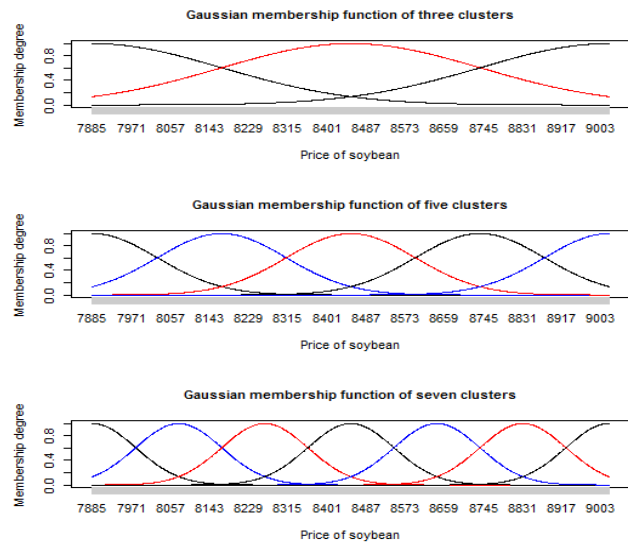 Gaussian membership function of three clusters
Membership degree
0.0 0.4 0.8
7885 7971 8057 8143 8229 8315 8401 8487 8573 8659 8745 8831 8917 9003
Price of soybean
Gaussian membership function of five clusters
Membership degree
0.0 0.4 0.8
7885 7971 8057 8143 8229 8315 8401 8487 8573 8659 8745 8831 8917 9003
Price of soybean
Gaussian membership function of seven clusters
Membership degree
0.0 0.4 0.8
7885 7971 8057 8143 8229 8315 8401 8487 8573 8659 8745 8831 8917 9003
Price of soybean